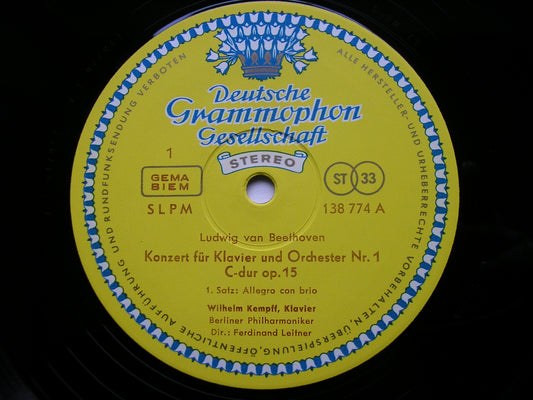 Deutsche
Grammophon
Gesellschaft
STEREO
1
GEMA
BIEM
ST 33
SLPM
138 774 A
Ludwig van Beethoven
Konzert für Klavier und Orchester Nr. 1
C-dur op. 15
1. Satz: Allegro con brio
Wilhelm Kempff, Klavier
Berliner Philharmoniker
Dir.: Ferdinand Leitner
ALLE HERSTELLER- UND URHEBERRECHTE VORBEHALTEN, ÜBERSPIELUNG, ÖFFENTLICHE AUFFÜHRUNG UND RUNDFUNKSENDUNG VERBOTEN